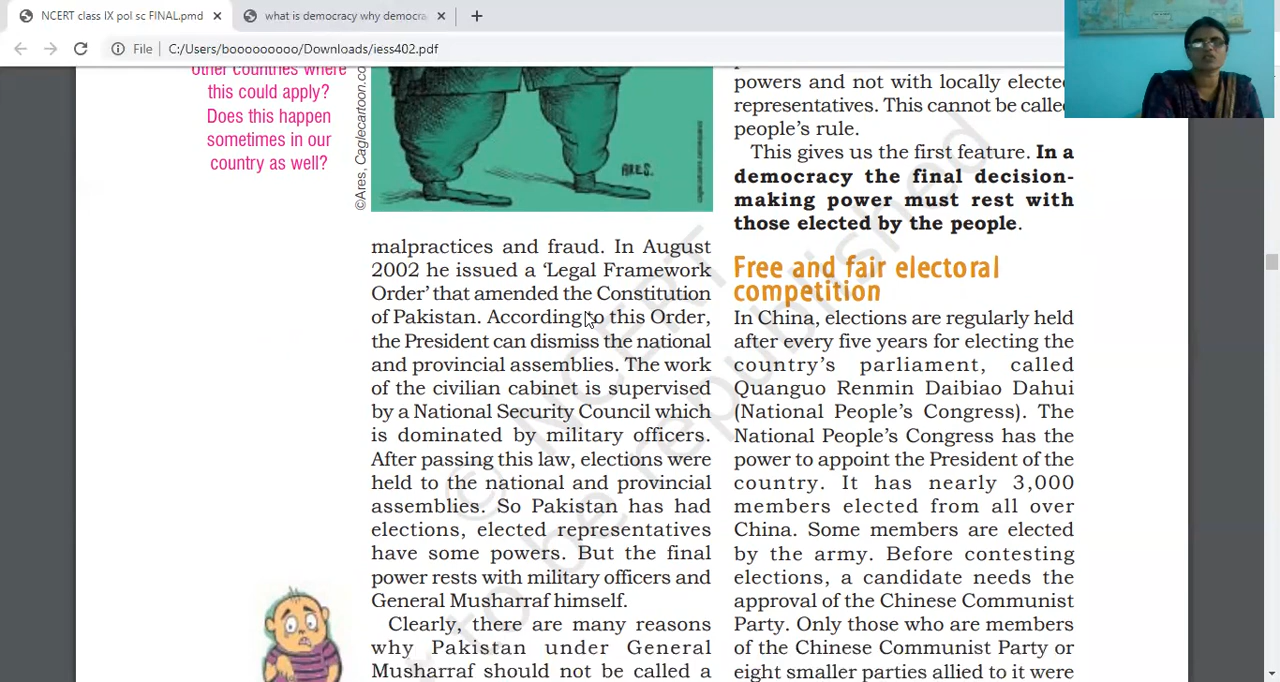 NCERT class IX pol sc FINAL.pmd
what is democracy why democra
File
C:/Users/booooooooo/Downloads/iess402.pdf
other countries where
this could apply?
Does this happen
sometimes in our
country as well?
©Ares, Caglecartoon.co
ARES.
malpractices and fraud. In August
2002 he issued a ‘Legal Framework
Order’ that amended the Constitution
of Pakistan. According to this Order,
the President can dismiss the national
and provincial assemblies. The work
of the civilian cabinet is supervised
by a National Security Council which
is dominated by military officers.
After passing this law, elections were
held to the national and provincial
assemblies. So Pakistan has had
elections, elected representatives
have some powers. But the final
power rests with military officers and
General Musharraf himself.
Clearly, there are many reasons
why Pakistan under General
Musharraf should not be called a
powers and not with locally elected
representatives. This cannot be called
people’s rule.
This gives us the first feature. In a
democracy the final decision-
making power must rest with
those elected by the people.
Free and fair electoral
competition
In China, elections are regularly held
after every five years for electing the
country’s parliament, called
Quanguo Renmin Daibiao Dahui
(National People’s Congress). The
National People’s Congress has the
power to appoint the President of the
country. It has nearly 3,000
members elected from all over
China. Some members are elected
by the army. Before contesting
elections, a candidate needs the
approval of the Chinese Communist
Party. Only those who are members
of the Chinese Communist Party or
eight smaller parties allied to it were
© NCERT
to be republished